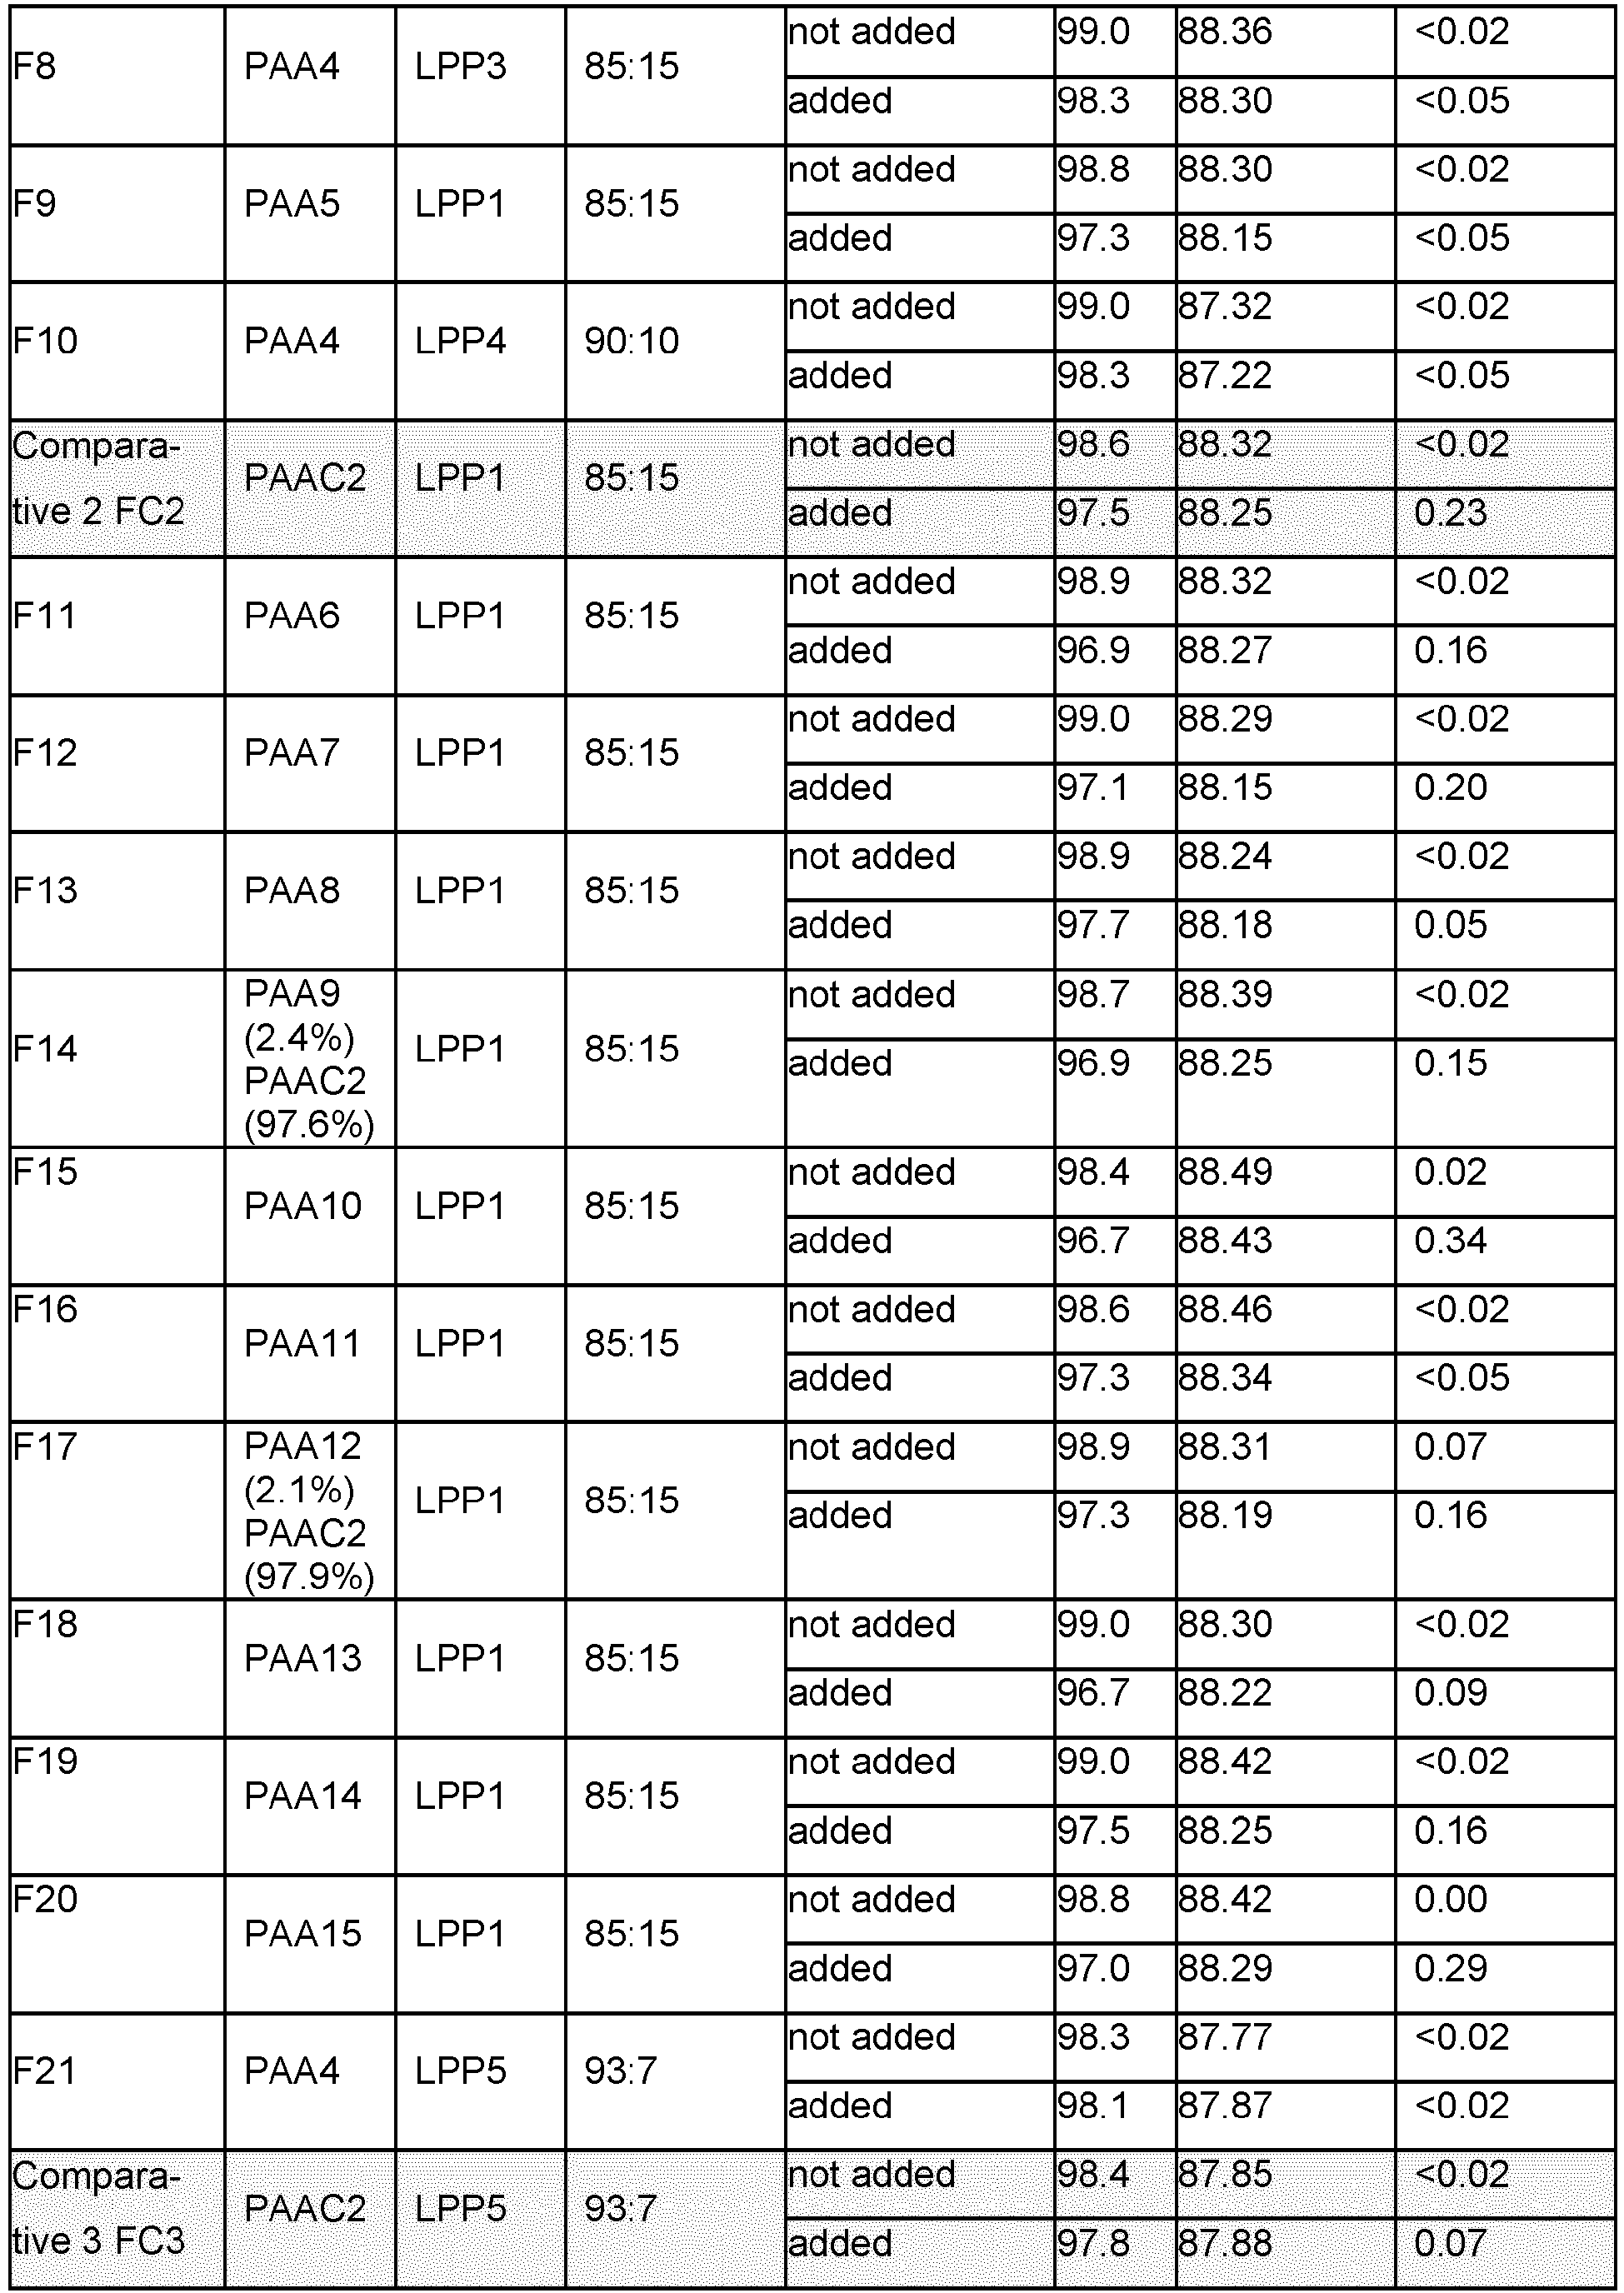 F8 PAA4 LPP3 85:15 not added 99.0 88.36 <0.02
added 98.3 88.30 <0.05
F9 PAA5 LPP1 85:15 not added 98.8 88.30 <0.02
added 97.3 88.15 <0.05
F10 PAA4 LPP4 90:10 not added 99.0 87.32 <0.02
added 98.3 87.22 <0.05
Compara-
tive 2 FC2 PAAC2 LPP1 85:15 not added 98.6 88.32 <0.02
added 97.5 88.25 0.23
F11 PAA6 LPP1 85:15 not added 98.9 88.32 <0.02
added 96.9 88.27 0.16
F12 PAA7 LPP1 85:15 not added 99.0 88.29 <0.02
added 97.1 88.15 0.20
F13 PAA8 LPP1 85:15 not added 98.9 88.24 <0.02
added 97.7 88.18 0.05
F14 PAA9
(2.4%)
PAAC2
(97.6%) LPP1 85:15 not added 98.7 88.39 <0.02
added 96.9 88.25 0.15
F15 PAA10 LPP1 85:15 not added 98.4 88.49 0.02
added 96.7 88.43 0.34
F16 PAA11 LPP1 85:15 not added 98.6 88.46 <0.02
added 97.3 88.34 <0.05
F17 PAA12
(2.1%)
PAAC2
(97.9%) LPP1 85:15 not added 98.9 88.31 0.07
added 97.3 88.19 0.16
F18 PAA13 LPP1 85:15 not added 99.0 88.30 <0.02
added 96.7 88.22 0.09
F19 PAA14 LPP1 85:15 not added 99.0 88.42 <0.02
added 97.5 88.25 0.16
F20 PAA15 LPP1 85:15 not added 98.8 88.42 0.00
added 97.0 88.29 0.29
F21 PAA4 LPP5 93:7 not added 98.3 87.77 <0.02
added 98.1 87.87 <0.02
Compara-
tive 3 FC3 PAAC2 LPP5 93:7 not added 98.4 87.85 <0.02
added 97.8 87.88 0.07